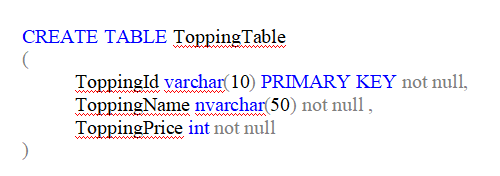 CREATE TABLE ToppingTable
(
ToppingId varchar(10) PRIMARY KEY not null,
ToppingName nvarchar(50) not null ,
ToppingPrice int not null
)